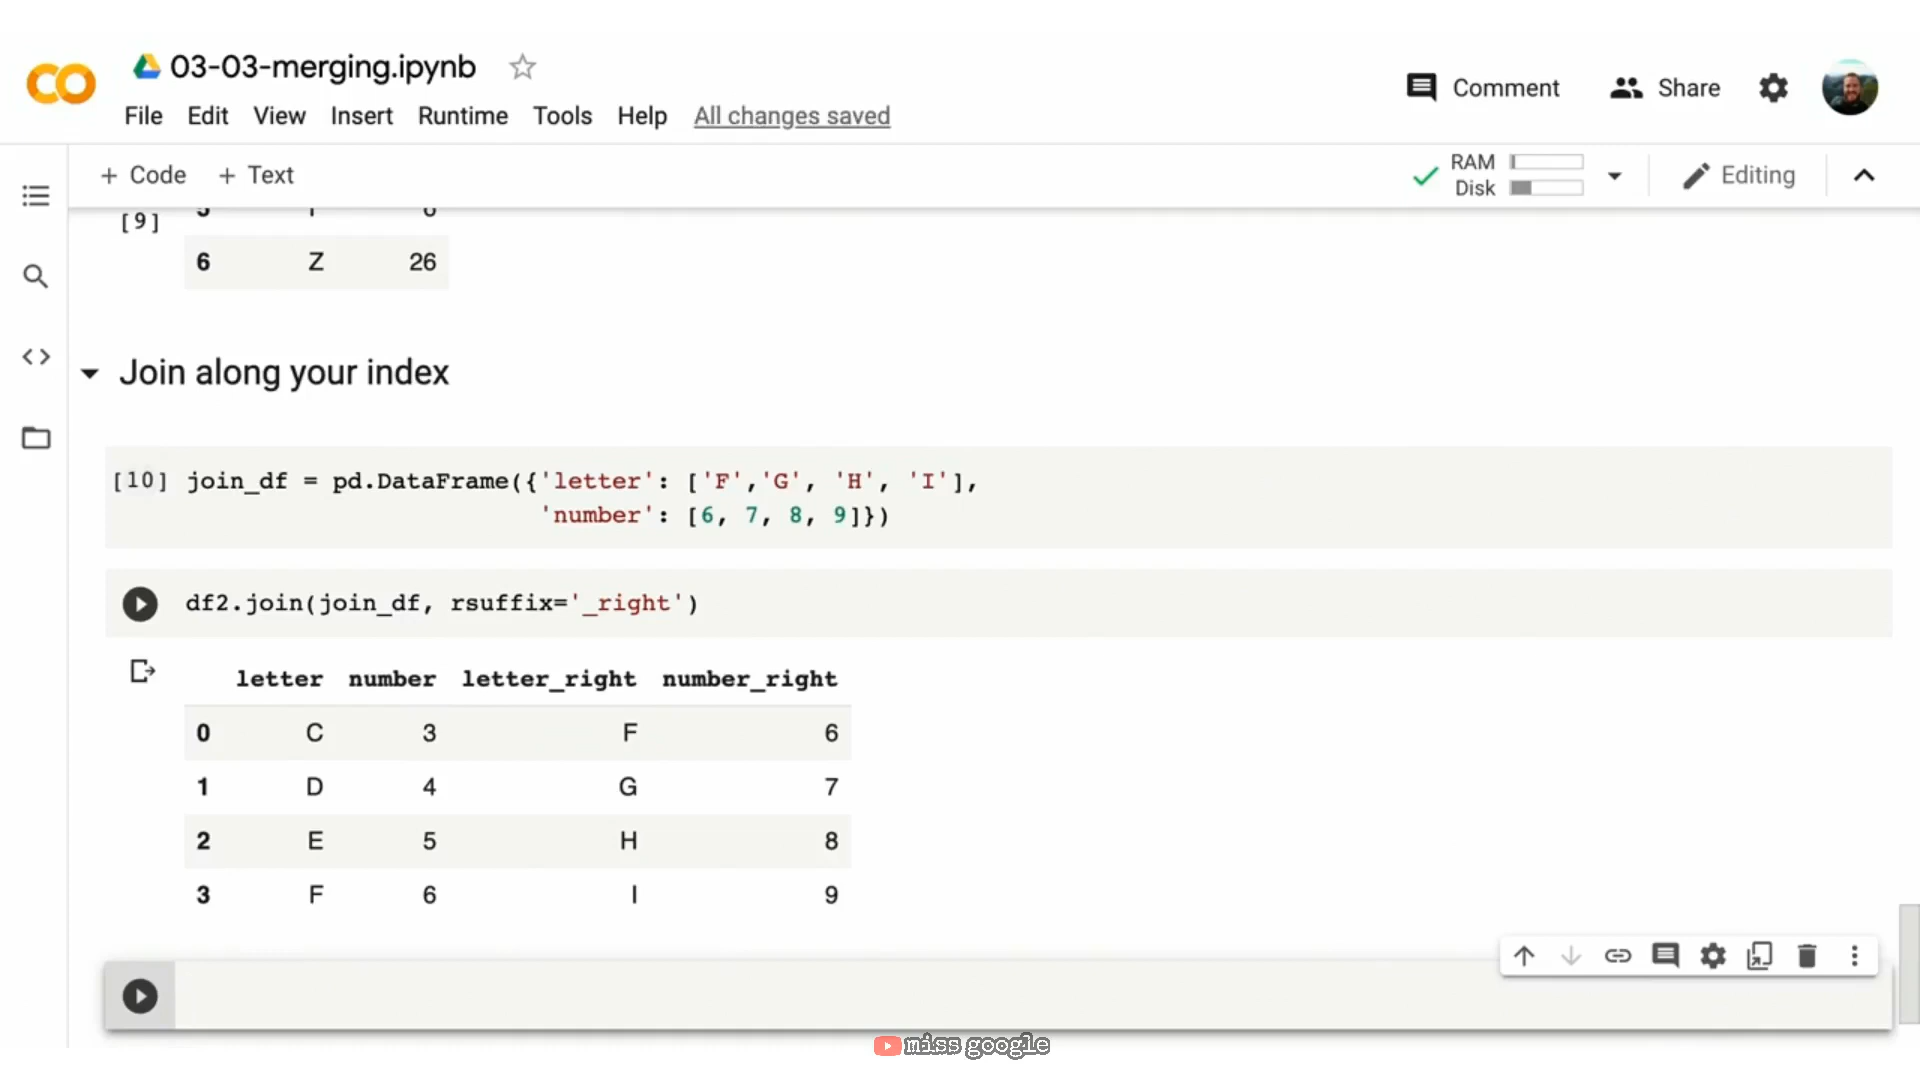 03-03-merging.ipynb
Comment Share
File Edit View Insert Runtime Tools Help All changes saved
+ Code + Text
RAM
Disk
Editing
[9]
6 Z 26
Join along your index
[10] join_df = pd.DataFrame({'letter': ['F','G', 'H', 'I'],
'number': [6, 7, 8, 9]})
df2.join(join_df, rsuffix='_right')
letter number letter_right number_right
0 C 3 F 6
1 D 4 G 7
2 E 5 H 8
3 F 6 I 9
miss google